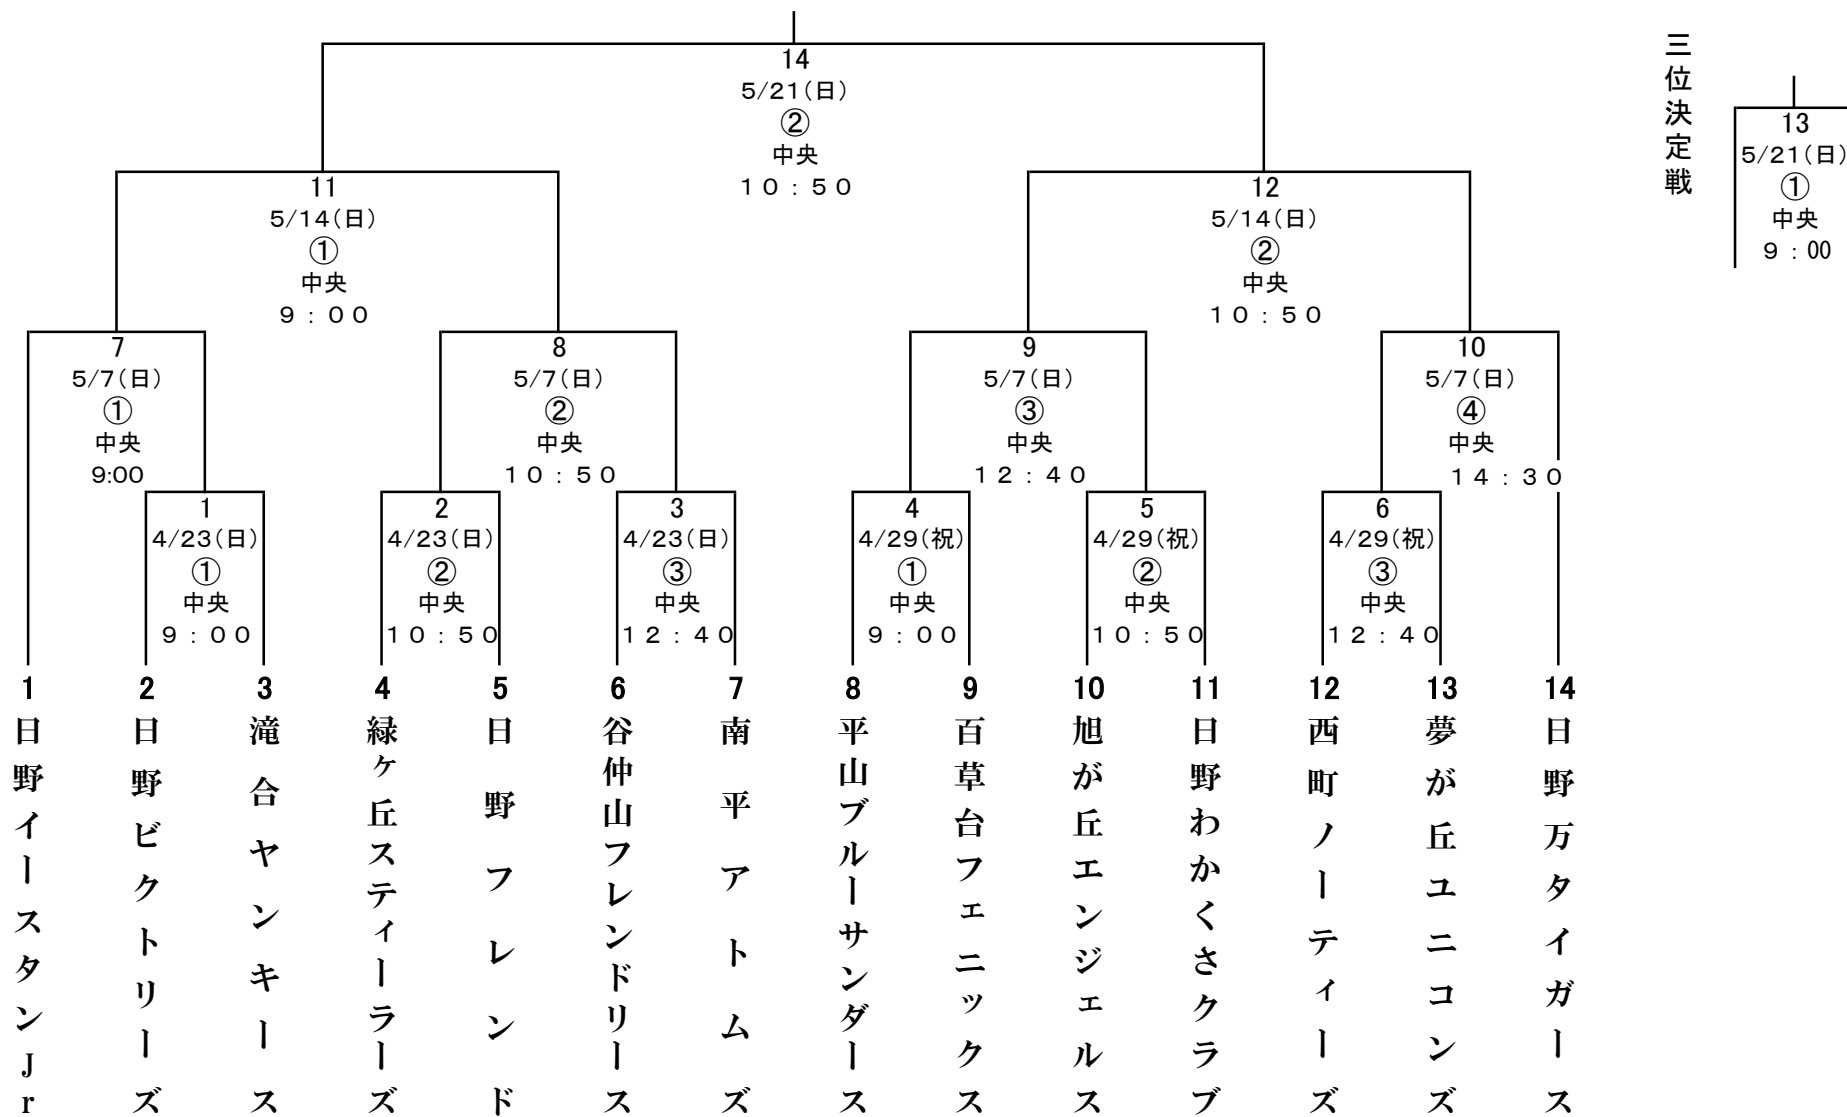 14
5/21(日)
②
中央
10:50
三位決定戦
13
5/21(日)
①
中央
9:00
11
5/14(日)
①
中央
9:00
12
5/14(日)
②
中央
10:50
7
5/7(日)
①
中央
9:00
8
5/7(日)
②
中央
10:50
9
5/7(日)
③
中央
12:40
10
5/7(日)
④
中央
14:30
1
4/23(日)
①
中央
9:00
2
4/23(日)
②
中央
10:50
3
4/23(日)
③
中央
12:40
4
4/29(祝)
①
中央
9:00
5
4/29(祝)
②
中央
10:50
6
4/29(祝)
③
中央
12:40
1
日野イースタンJr
2
日野ビクトリーズ
3
滝合ヤンキース
4
緑ヶ丘スティーラーズ
5
日野フレンド
6
谷仲山フレンドリース
7
南平アトムズ
8
平山ブルーサンダース
9
百草台フェニックス
10
旭が丘エンジェルス
11
日野わかくさクラブ
12
西町ノーティーズ
13
夢が丘ユニコンズ
14
日野万タイガース